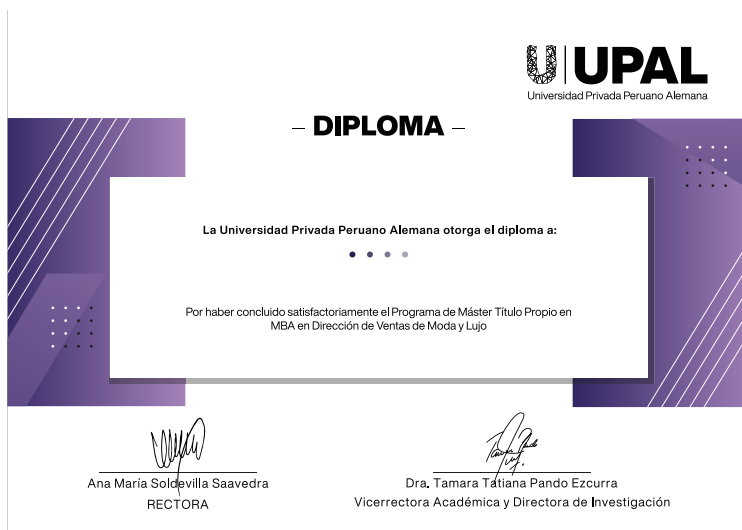 UPAL
Universidad Privada Peruano Alemana
– DIPLOMA –
La Universidad Privada Peruano Alemana otorga el diploma a:
Por haber concluido satisfactoriamente el Programa de Máster Título Propio en
MBA en Dirección de Ventas de Moda y Lujo
Ana María Soldevilla Saavedra
RECTORA
Dra. Tamara Tatiana Pando Ezcurra
Vicerrectora Académica y Directora de Investigación